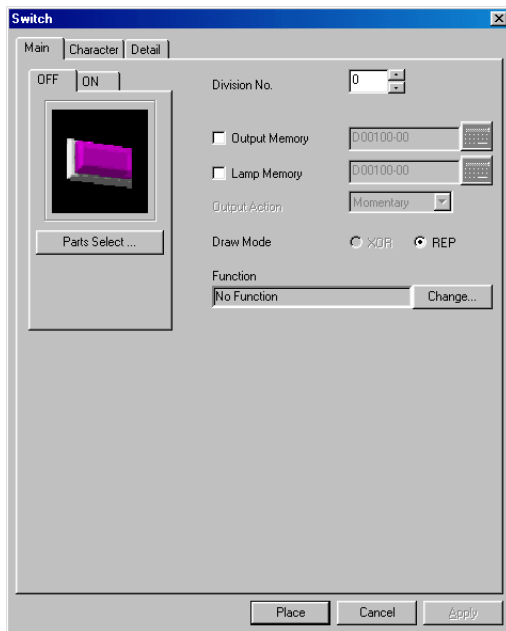 Switch
Main Character Detail
OFF ON
Division No. 0
Output Memory D00100-00
Lamp Memory D00100-00
Output Action Momentary
Parts Select ...
Draw Mode XOR REP
Function
No Function Change...
Place Cancel Apply